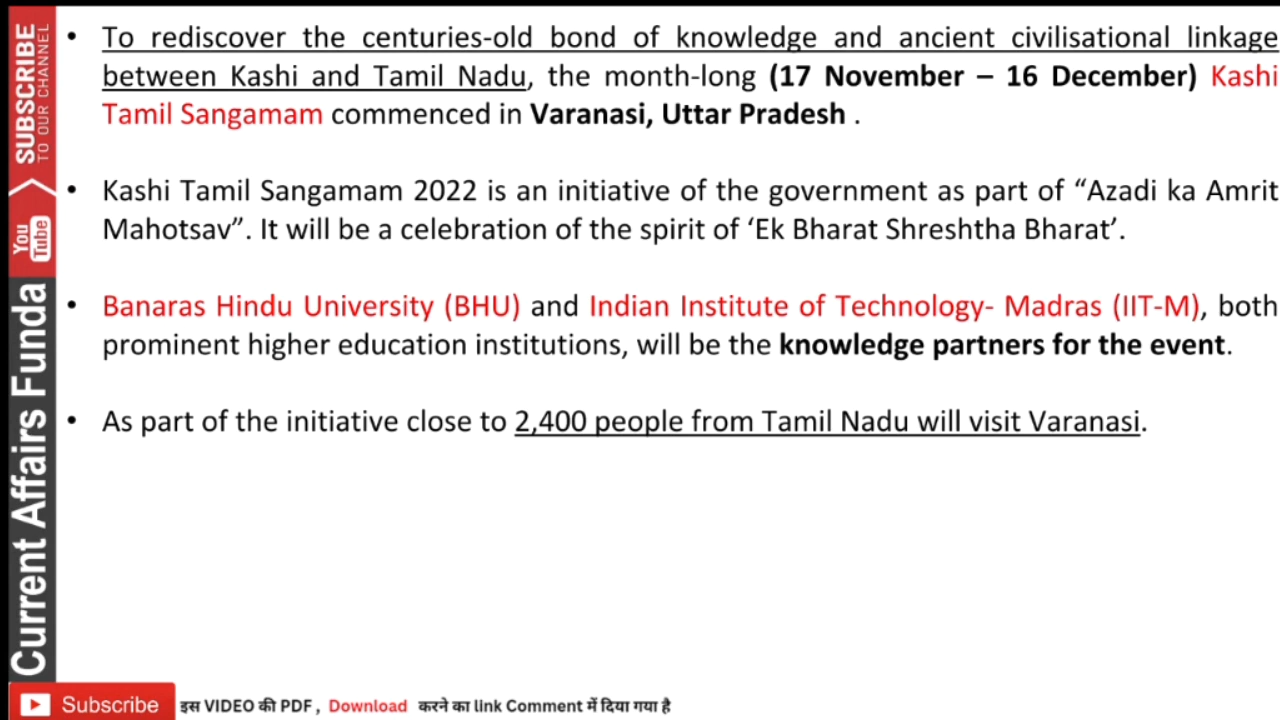 • To rediscover the centuries-old bond of knowledge and ancient civilisational linkage
between Kashi and Tamil Nadu, the month-long (17 November – 16 December) Kashi
Tamil Sangamam commenced in Varanasi, Uttar Pradesh .
• Kashi Tamil Sangamam 2022 is an initiative of the government as part of “Azadi ka Amrit
Mahotsav”. It will be a celebration of the spirit of ‘Ek Bharat Shreshtha Bharat’.
• Banaras Hindu University (BHU) and Indian Institute of Technology- Madras (IIT-M), both
prominent higher education institutions, will be the knowledge partners for the event.
• As part of the initiative close to 2,400 people from Tamil Nadu will visit Varanasi.
SUBSCRIBE
TO OUR CHANNEL
You
Tube
Current Affairs Funda
Subscribe
इस VIDEO की PDF , Download करने का link Comment में दिया गया है